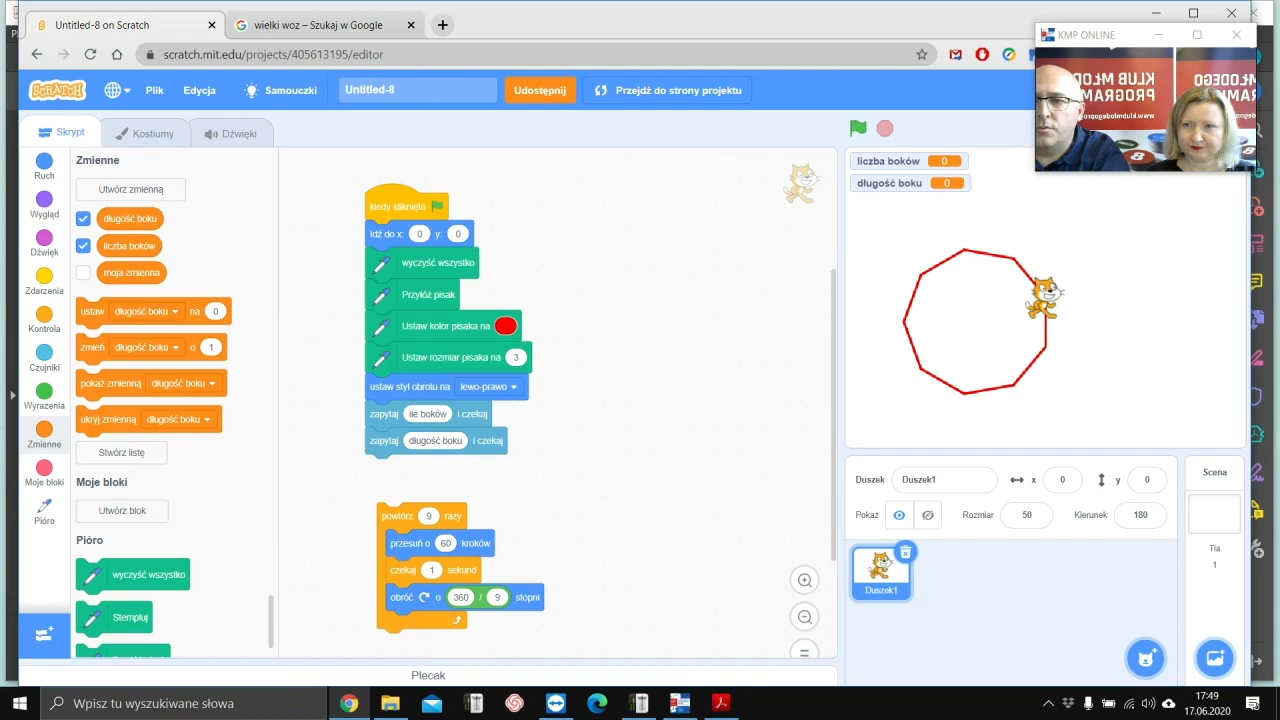 Untitled-8 on Scratch
wielki woz – Szukaj w Google
scratch.mit.edu/projects/405613195/editor
KMP ONLINE
SCRATCH
Plik
Edycja
Samouczki
Untitled-8
Udostępnij
Przejdź do strony projektu
Skrypt
Kostiumy
Dźwięki
Ruch
Wygląd
Dźwięk
Zdarzenia
Kontrola
Czujniki
Wyrażenia
Zmienne
Moje bloki
Pióro
Zmienne
Utwórz zmienną
długość boku
liczba boków
moja zmienna
ustaw długość boku na 0
zmień długość boku o 1
pokaż zmienną długość boku
ukryj zmienną długość boku
Stwórz listę
Moje bloki
Utwórz blok
Pióro
wyczyść wszystko
Stempluj
kiedy kliknięto
Idź do x: 0 y: 0
wyczyść wszystko
Przyłóż pisak
Ustaw kolor pisaka na
Ustaw rozmiar pisaka na 3
ustaw styl obrotu na lewo-prawo
zapytaj ile boków i czekaj
zapytaj długość boku i czekaj
powtórz 9 razy
przesuń o 60 kroków
czekaj 1 sekund
obróć o 360 / 9 stopni
Plecak
liczba boków 0
długość boku 0
Duszek Duszek1 x 0 y 0
Pokaż Rozmiar 50 Kierunek 180
Duszek1
Scena
Tła
1
Wpisz tu wyszukiwane słowa
17:49
17.06.2020